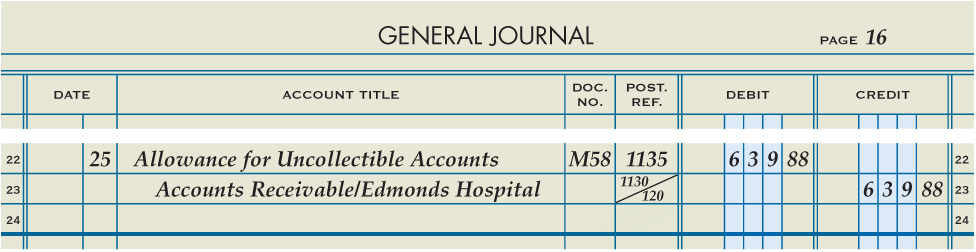 GENERAL JOURNAL PAGE 16
DATE ACCOUNT TITLE DOC. NO. POST. REF. DEBIT CREDIT
22 25 Allowance for Uncollectible Accounts M58 1135 639 88 22
23 Accounts Receivable/Edmonds Hospital 1130/120 639 88 23
24 24